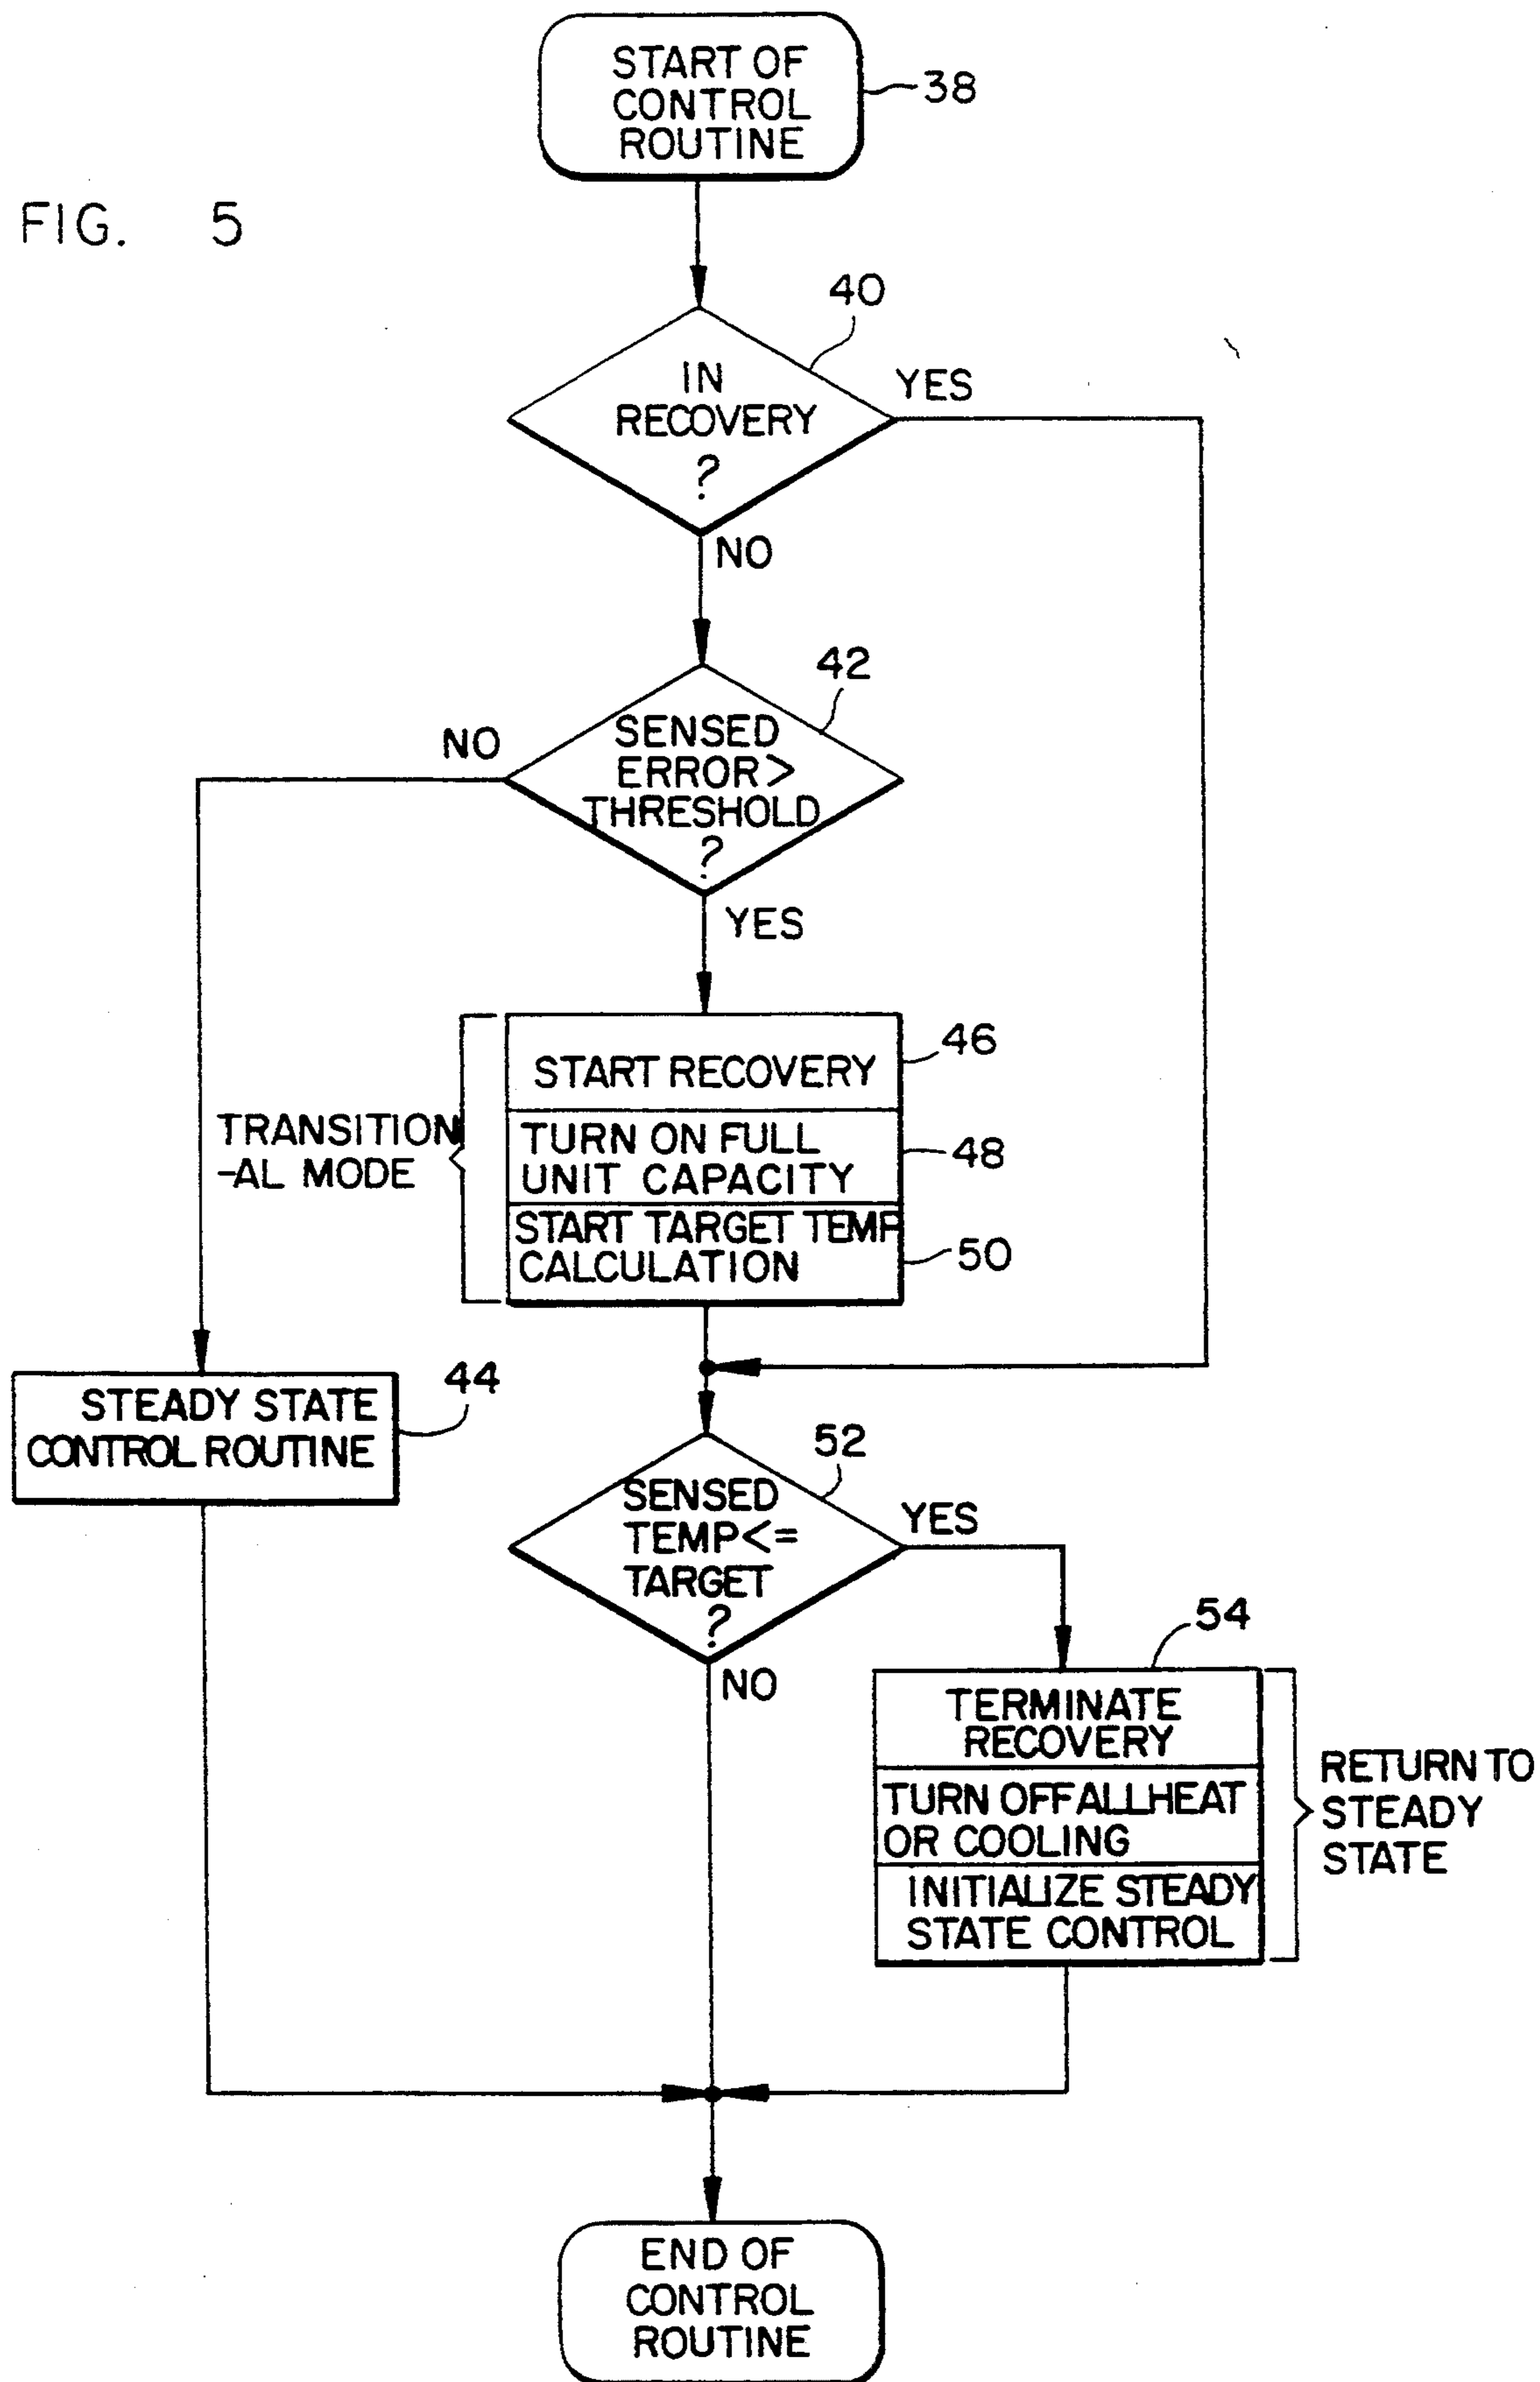 START OF
CONTROL
ROUTINE
38
FIG. 5
40
IN
RECOVERY
?
YES
NO
42
SENSED
ERROR >
THRESHOLD
?
NO
YES
46
START RECOVERY
TRANSITION
-AL MODE
TURN ON FULL
UNIT CAPACITY
48
START TARGET TEMP
CALCULATION
50
STEADY STATE
CONTROL ROUTINE
44
52
SENSED
TEMP<=
TARGET
?
YES
NO
54
TERMINATE
RECOVERY
TURN OFF ALL HEAT
OR COOLING
INITIALIZE STEADY
STATE CONTROL
RETURN TO
STEADY
STATE
END OF
CONTROL
ROUTINE